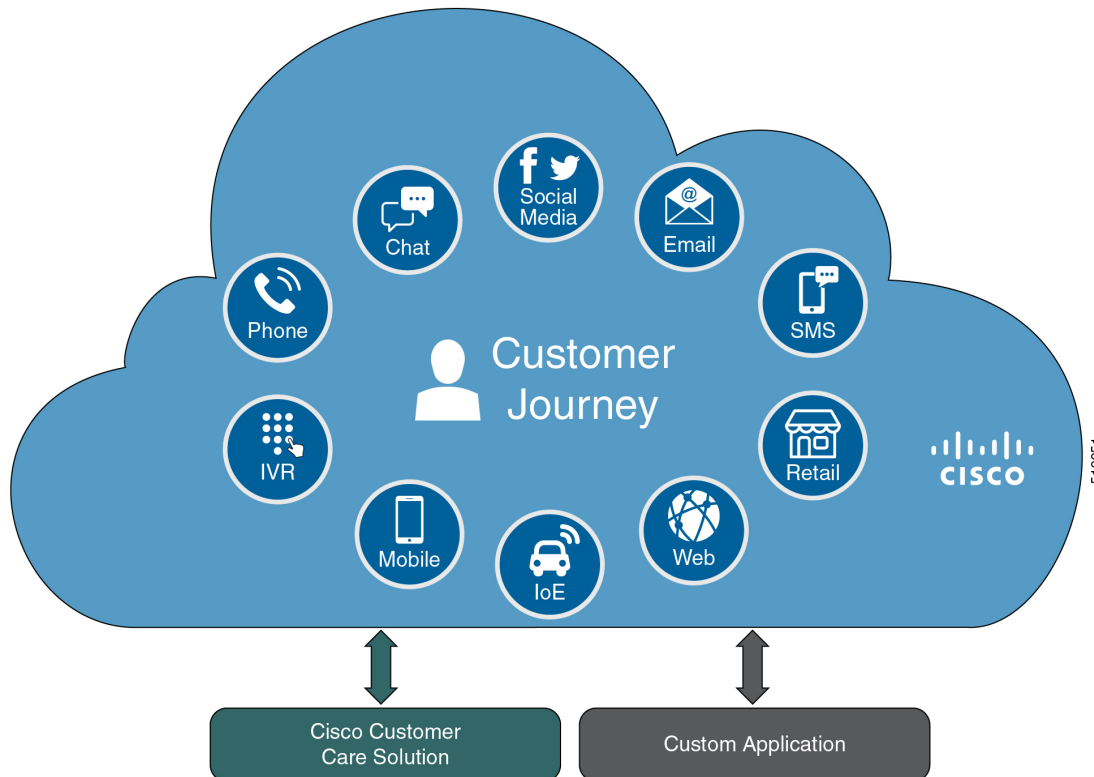 Social
Media
Chat
@
Email
Phone
SMS
Customer
Journey
IVR
Retail
CISCO
Mobile
Web
IoE
Cisco Customer
Care Solution
Custom Application